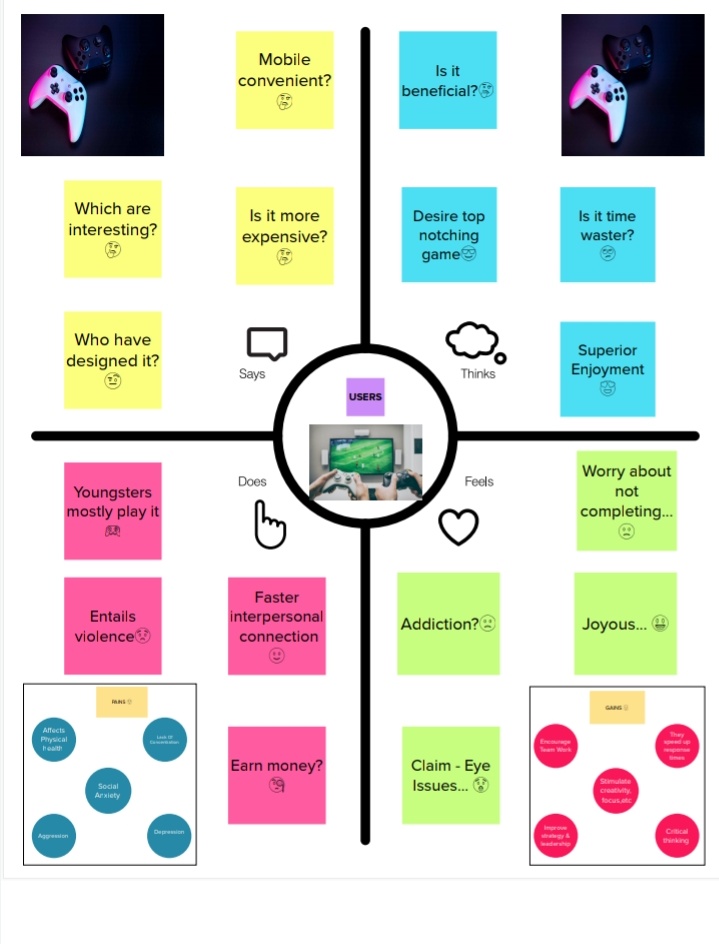 Mobile
convenient?
Is it
beneficial?
Which are
interesting?
Is it more
expensive?
Desire top
notching
game
Is it time
waster?
Who have
designed it?
Says
Thinks
Superior
Enjoyment
USERS
Does
Feels
Youngsters
mostly play it
Worry about
not
completing...
Entails
violence
Faster
interpersonal
connection
Addiction?
Joyous...
PAINS
Affects
Physical
health
Lack Of
Concentration
Social
Anxiety
Aggression
Depression
Earn money?
Claim - Eye
Issues...
GAINS
Encourage
Team Work
They
speed up
response
times
Stimulate
creativity,
focus,etc
Improve
strategy &
leadership
Critical
thinking